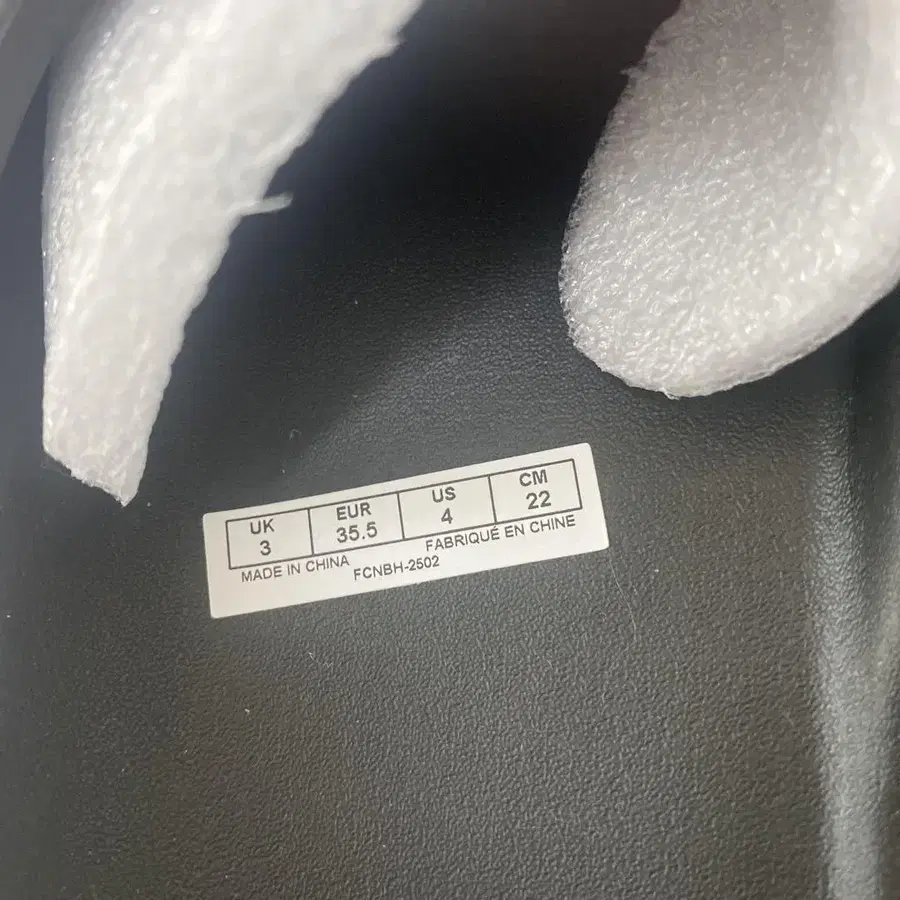 UK EUR US CM
3 35.5 4 22
MADE IN CHINA FABRIQUÉ EN CHINE
FCNBH-2502